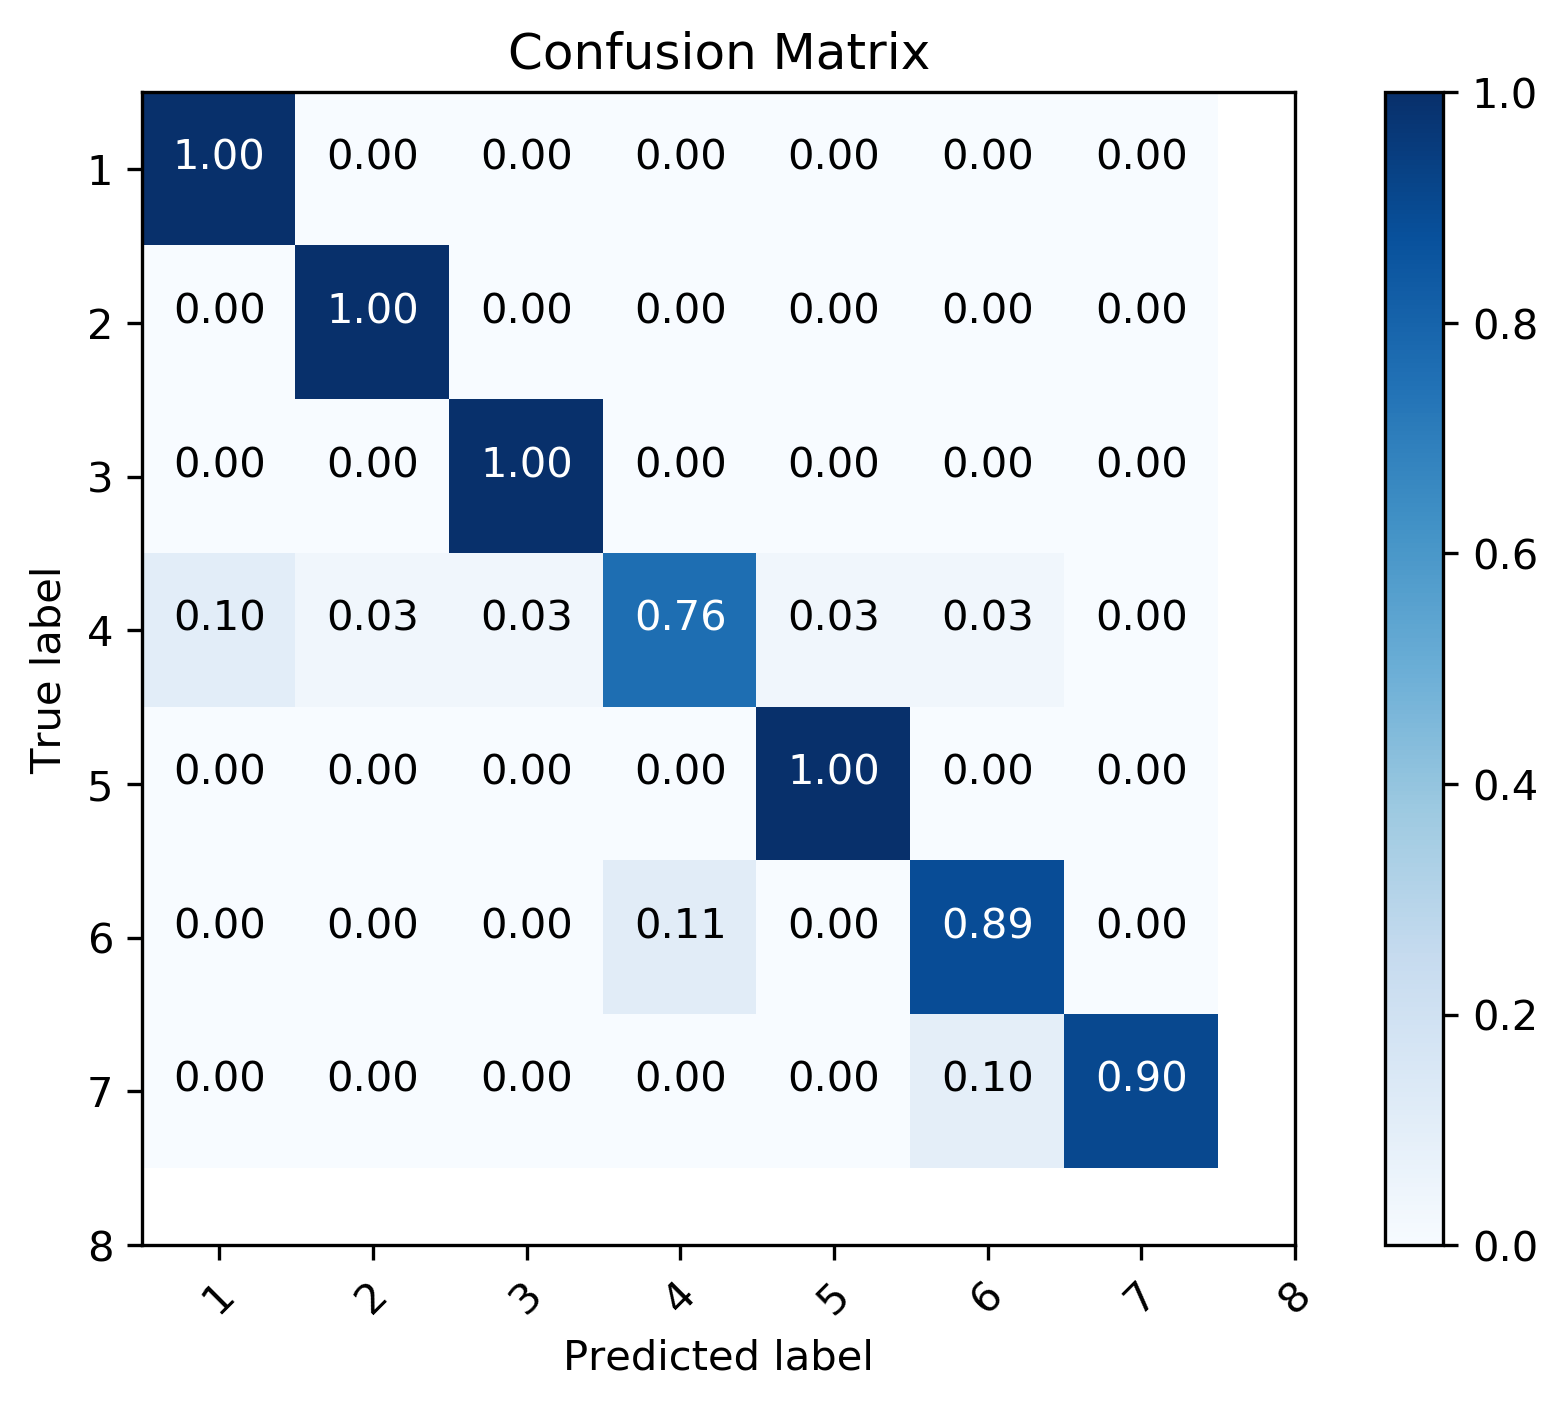 Confusion Matrix
1 1.00 0.00 0.00 0.00 0.00 0.00 0.00
2 0.00 1.00 0.00 0.00 0.00 0.00 0.00
3 0.00 0.00 1.00 0.00 0.00 0.00 0.00
4 0.10 0.03 0.03 0.76 0.03 0.03 0.00
5 0.00 0.00 0.00 0.00 1.00 0.00 0.00
6 0.00 0.00 0.00 0.11 0.00 0.89 0.00
7 0.00 0.00 0.00 0.00 0.00 0.10 0.90
8
True label
1 2 3 4 5 6 7 8
Predicted label
1.0
0.8
0.6
0.4
0.2
0.0